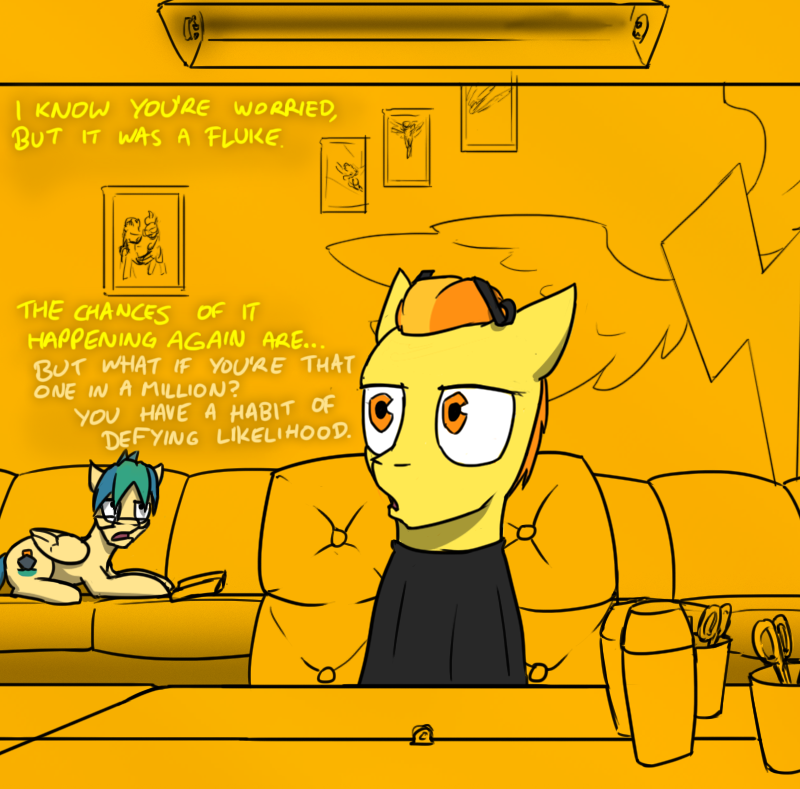 I KNOW YOU'RE WORRIED,
BUT IT WAS A FLUKE.
THE CHANCES OF IT
HAPPENING AGAIN ARE...
BUT WHAT IF YOU'RE THAT
ONE IN A MILLION?
YOU HAVE A HABIT OF
DEFYING LIKELIHOOD.
C